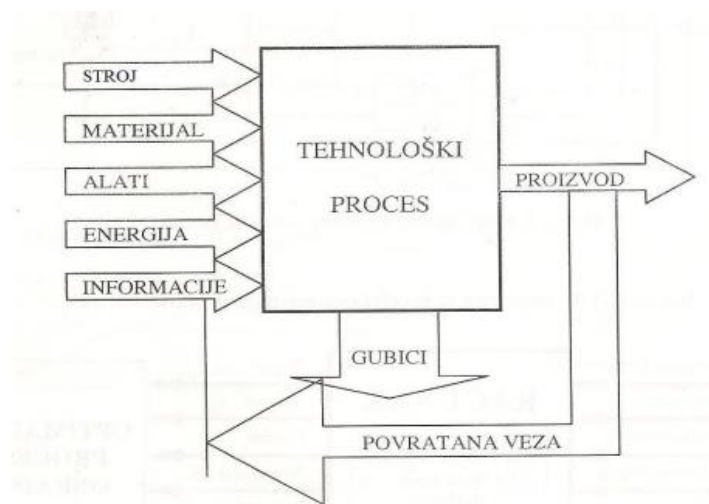 STROJ
MATERIJAL
ALATI
ENERGIJA
INFORMACIJE
TEHNOLOŠKI
PROCES
PROIZVOD
GUBICI
POVRATANA VEZA